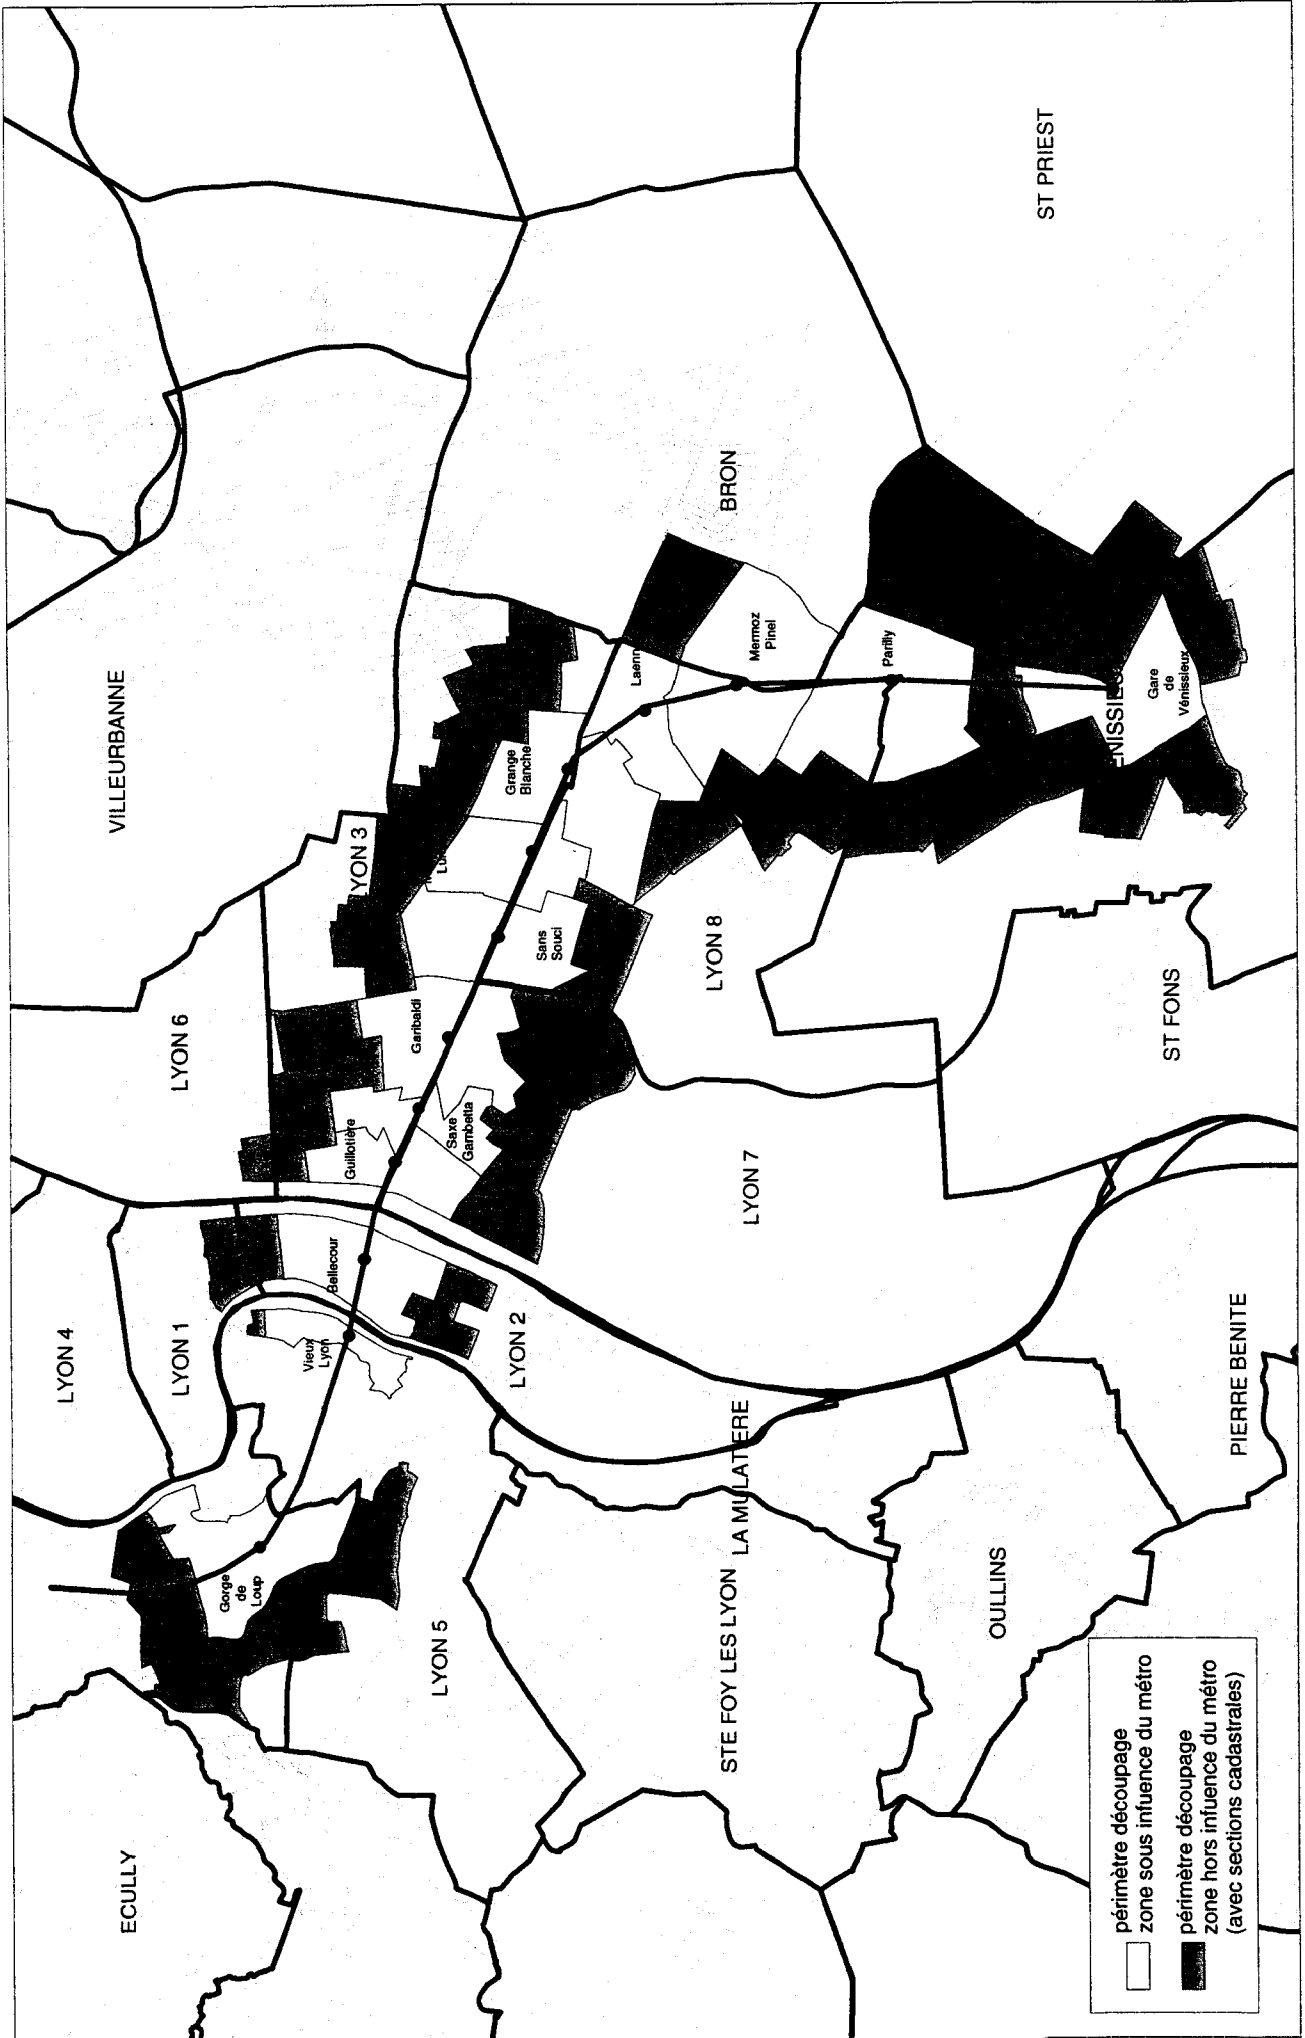 ST PRIEST
VILLEURBANNE
BRON
LYON 6
LYON 3
Laenn
Mermoz
Pinel
Parilly
ENISSIEU
Gare
de
Vénissieux
Grange
Blanche
Lu
Sans
Souci
Garibaldi
Saxe
Gambetta
Guillotière
LYON 8
ST FONS
LYON 7
LYON 4
LYON 1
Bellecour
Vieux
Lyon
LYON 2
LA MULATIERE
PIERRE BENITE
Gorge
de
Loup
LYON 5
STE FOY LES LYON
OULLINS
ECULLY
périmètre découpage
zone sous infuence du métro
périmètre découpage
zone hors infuence du métro
(avec sections cadastrales)